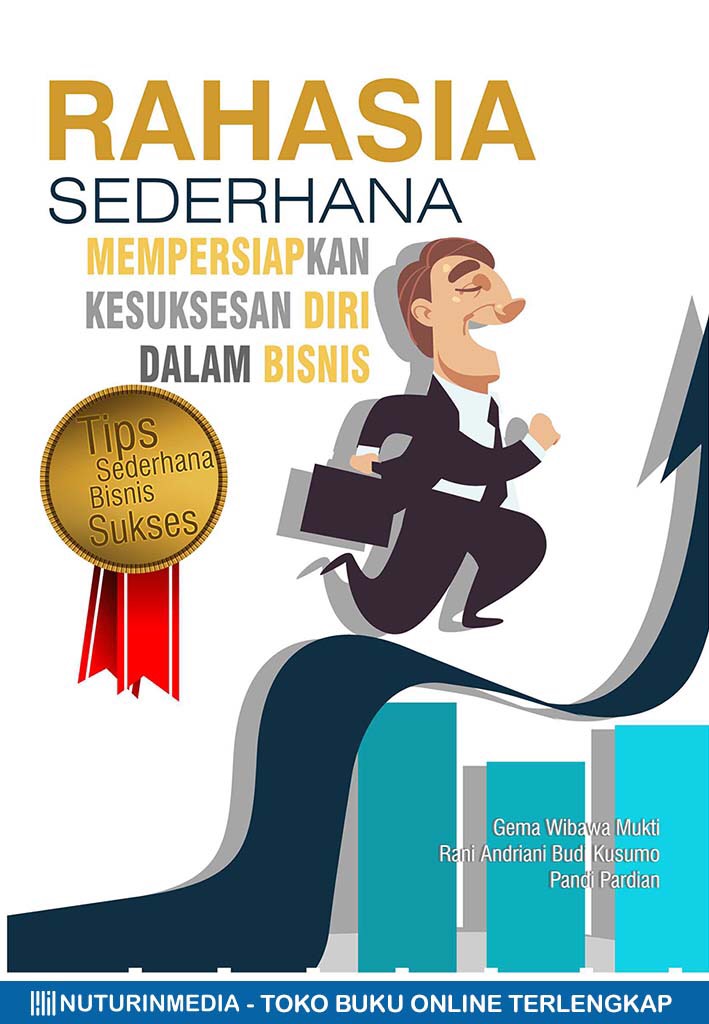 RAHASIA
SEDERHANA
MEMPERSIAPKAN
KESUKSESAN DIRI
DALAM BISNIS
Tips
Sederhana
Bisnis
Sukses
Gema Wibawa Mukti
Rani Andriani Budi Kusumo
Pandi Pardian
NUTURINMEDIA - TOKO BUKU ONLINE TERLENGKAP